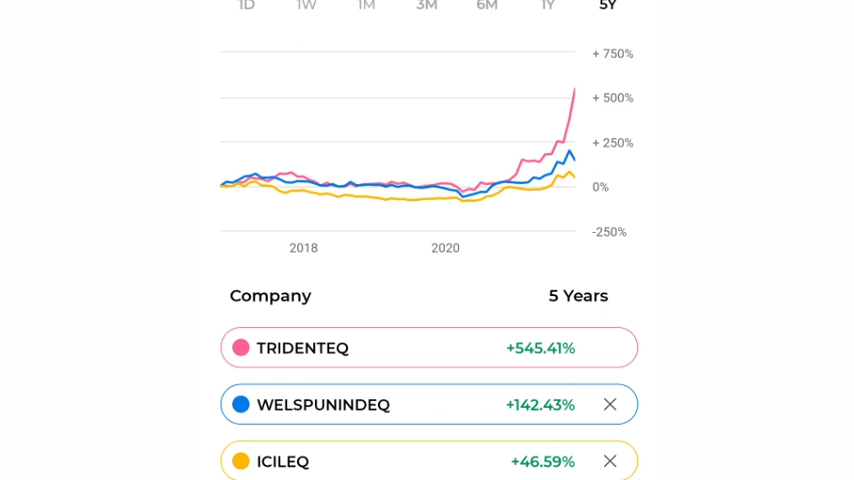 1D 1W 1M 3M 6M 1Y 5Y
+ 750%
+ 500%
+ 250%
0%
-250%
2018 2020
Company 5 Years
TRIDENTEQ +545.41%
WELSPUNINDEQ +142.43%
ICILEQ +46.59%